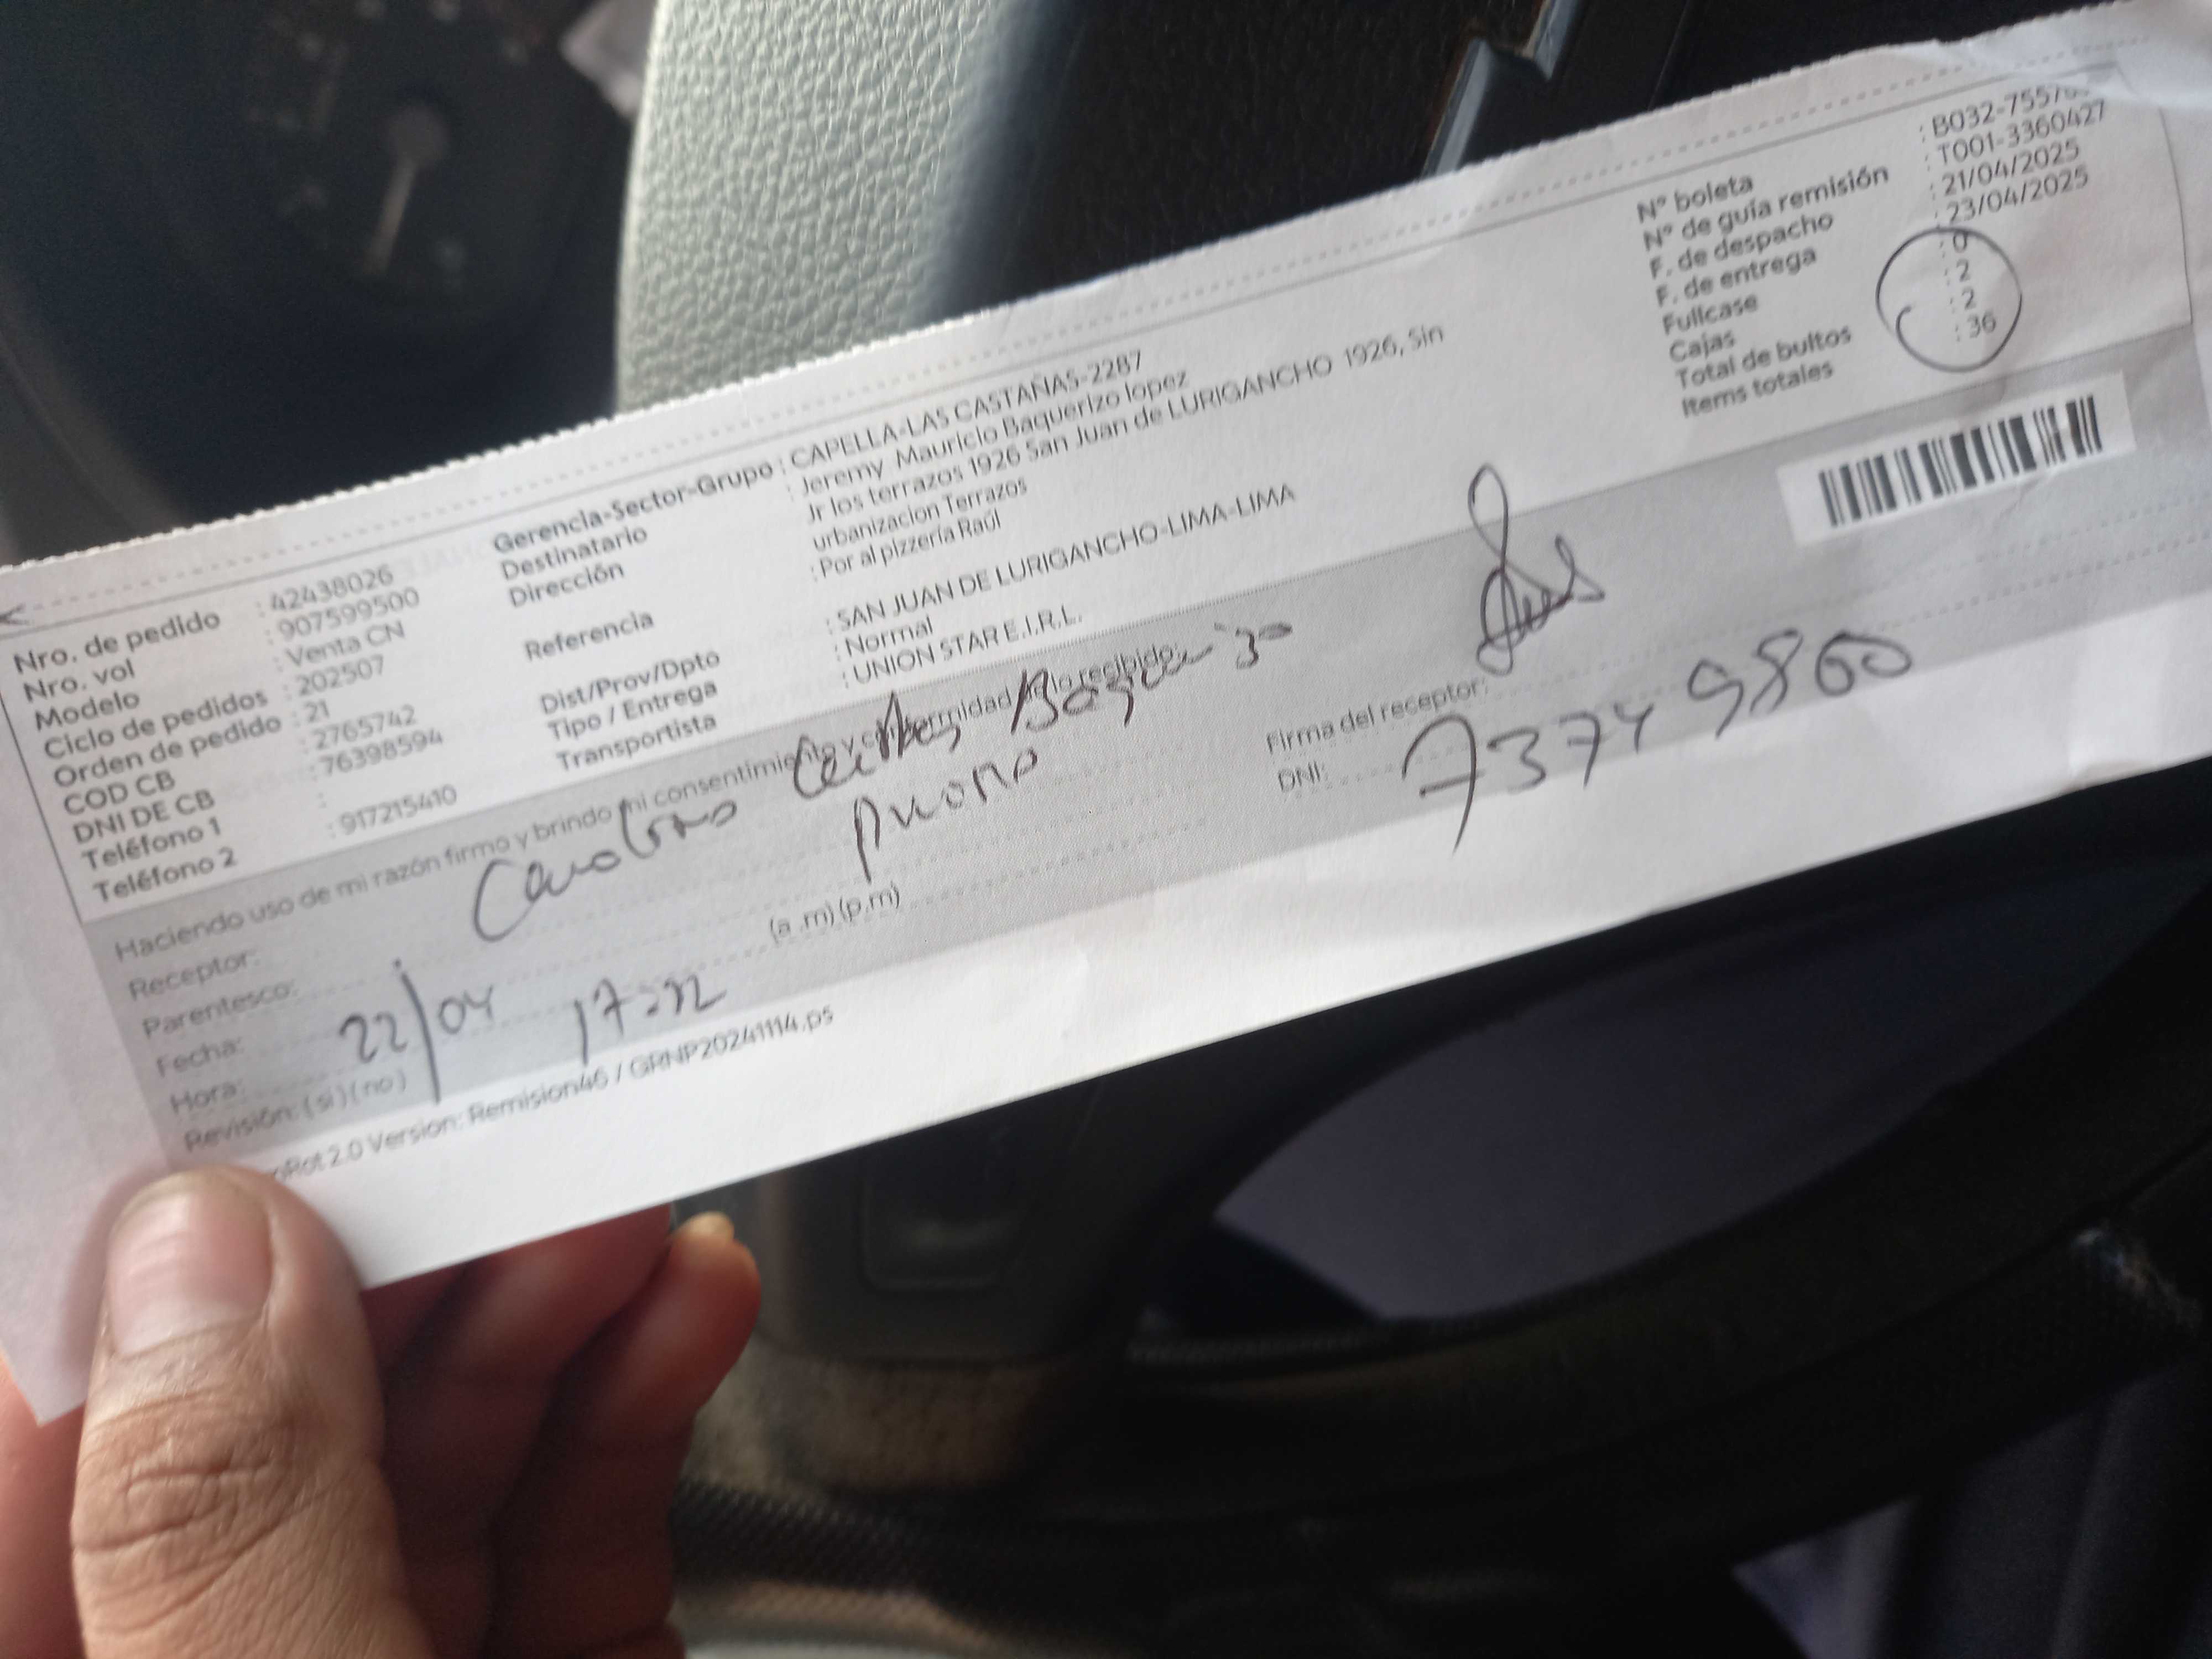 Nro. de pedido : 42438026
Nro. vol : 907599500
Modelo : Venta CN
Ciclo de pedidos : 202507
Orden de pedido : 21
COD CB : 2765742
DNI DE CB : 76398594
Teléfono 1 :
Teléfono 2 : 917215410
Gerencia-Sector-Grupo : CAPELLA-LAS CASTAÑAS-2287
Destinatario : Jeremy Mauricio Baquerizo lopez
Dirección : Jr los terrazos 1926 San Juan de LURIGANCHO 1926, Sin
urbanizacion Terrazos
Referencia : Por al pizzería Raúl
Dist/Prov/Dpto : SAN JUAN DE LURIGANCHO-LIMA-LIMA
Tipo / Entrega : Normal
Transportista : UNION STAR E.I.R.L.
N° boleta : B032-7557
N° de guía remisión : T001-3360427
F. de despacho : 21/04/2025
F. de entrega : 23/04/2025
Fullcase : 0
Cajas : 2
Total de bultos : 2
Items totales : 36
Haciendo uso de mi razón firmo y brindo mi consentimiento y conformidad de lo recibido:
Receptor:
Parentesco:
Fecha: 22/04
Hora: 17:22 (a .m) (p.m)
Revisión: (si) (no)
Firma del receptor:
DNI: 73749860
Rot 2.0 Version: Remision46 / GRNP20241114.ps